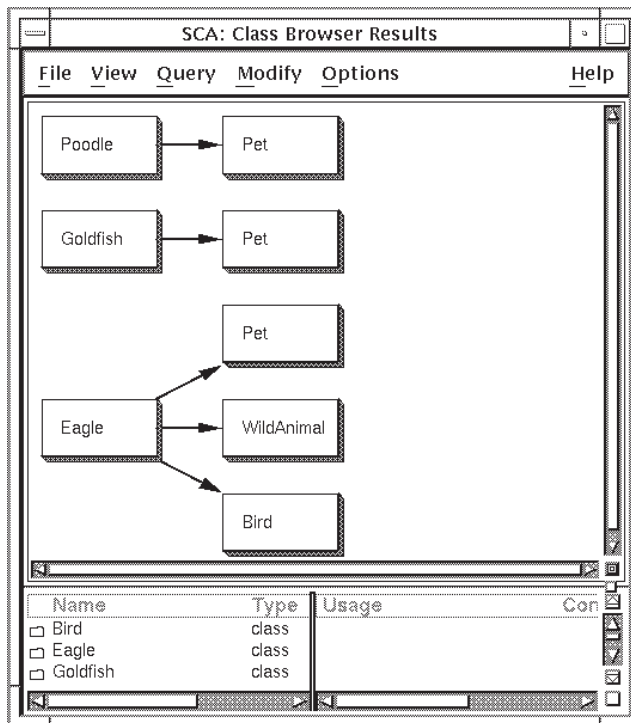 SCA: Class Browser Results
File View Query Modify Options Help
Poodle Pet
Goldfish Pet
Pet
Eagle WildAnimal
Bird
Name Type Usage Con
Bird class
Eagle class
Goldfish class